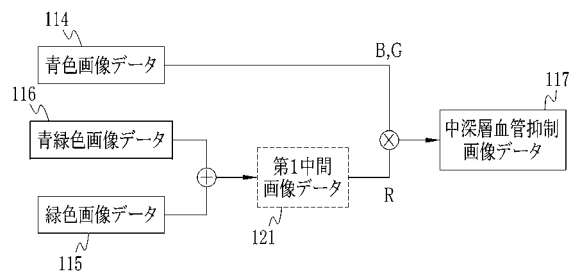 114
青色画像データ
B,G
116
青緑色画像データ
117
中深層血管抑制
画像データ
第1中間
画像データ
121
R
緑色画像データ
115